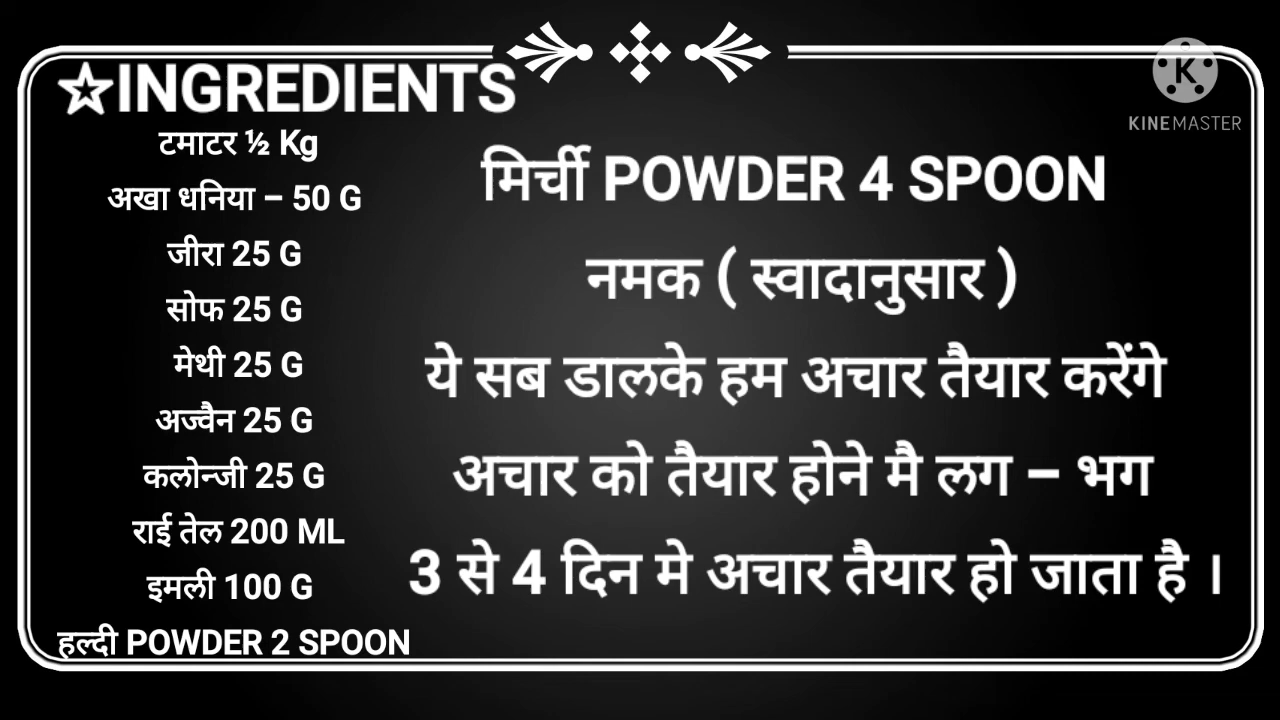 ☆INGREDIENTS
टमाटर ½ Kg
अखा धनिया – 50 G
जीरा 25 G
सोफ 25 G
मेथी 25 G
अज्वैन 25 G
कलोन्जी 25 G
राई तेल 200 ML
इमली 100 G
हल्दी POWDER 2 SPOON
मिर्ची POWDER 4 SPOON
नमक ( स्वादानुसार )
ये सब डालके हम अचार तैयार करेंगे
अचार को तैयार होने मै लग – भग
3 से 4 दिन मे अचार तैयार हो जाता है ।
K
KINEMASTER